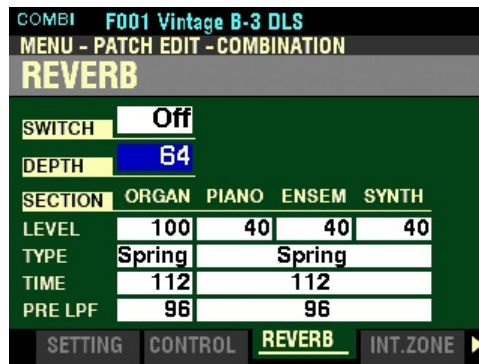 COMBI F001 Vintage B-3 DLS
MENU - PATCH EDIT - COMBINATION
REVERB
SWITCH Off
DEPTH 64
SECTION ORGAN PIANO ENSEM SYNTH
LEVEL 100 40 40 40
TYPE Spring Spring
TIME 112 112
PRE LPF 96 96
SETTING CONTROL REVERB INT.ZONE